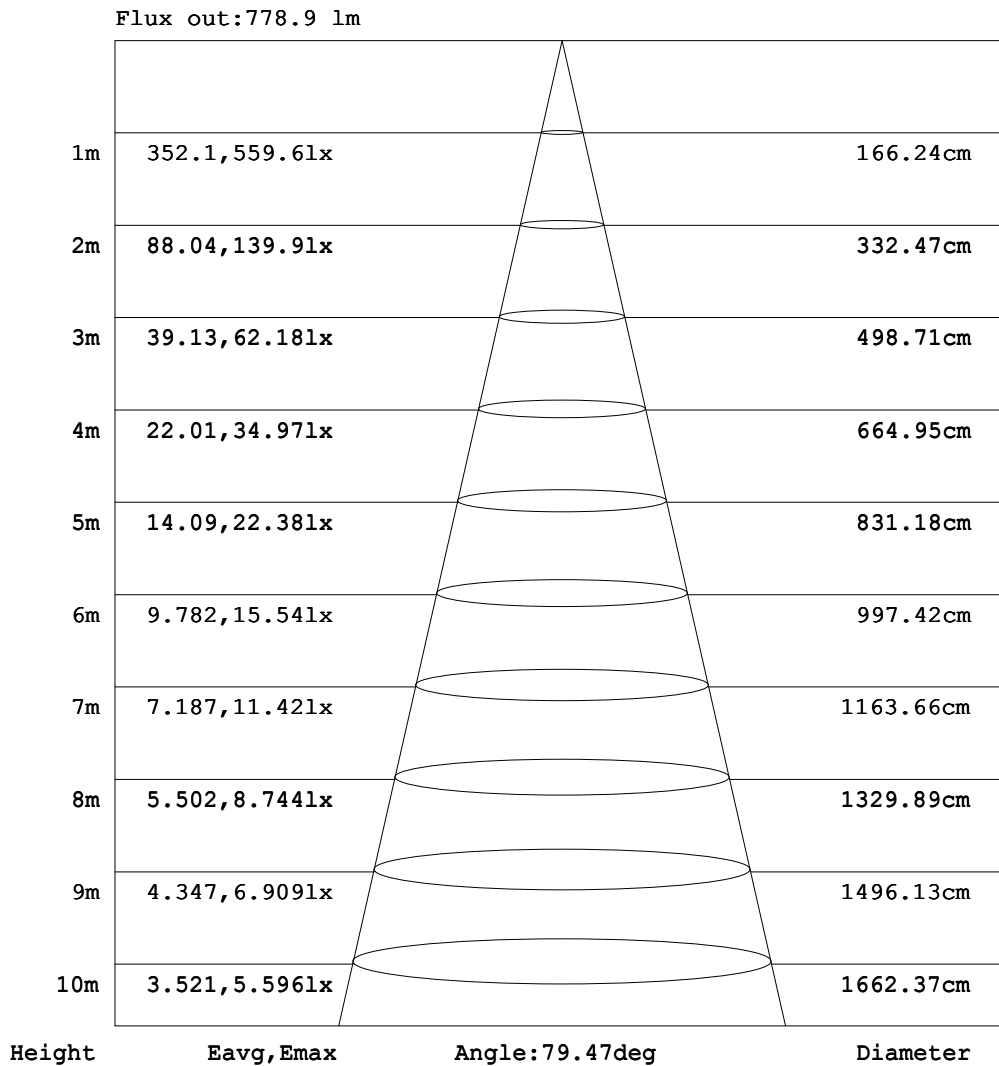 Flux out:778.9 lm
1m 352.1,559.6lx 166.24cm
2m 88.04,139.9lx 332.47cm
3m 39.13,62.18lx 498.71cm
4m 22.01,34.97lx 664.95cm
5m 14.09,22.38lx 831.18cm
6m 9.782,15.54lx 997.42cm
7m 7.187,11.42lx 1163.66cm
8m 5.502,8.744lx 1329.89cm
9m 4.347,6.909lx 1496.13cm
10m 3.521,5.596lx 1662.37cm
Height Eavg,Emax Angle:79.47deg Diameter